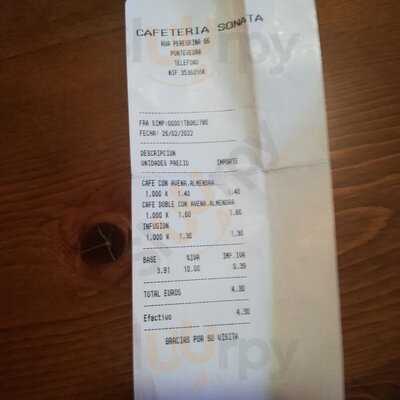 CAFETERIA SONATA
RUA PEREGRINA 66
PONTEVEDRA
TELEFONO
FECHA: 26/02/2022
DESCRIPCION
UNIDADES PRECIO IMPORTE
CAFE CON AVENA,ALMENDRA..
1,000 X 1.40 1.40
CAFE DOBLE CON AVENA,ALMENDRA
1,000 X 1.60 1.60
INFUSION
1,000 X 1.30 1.30
BASE %IVA IMP.IVA
3.91 10.00 0.39
TOTAL EUROS 4.30
Efectivo 4.30
GRACIAS POR SU VISITA